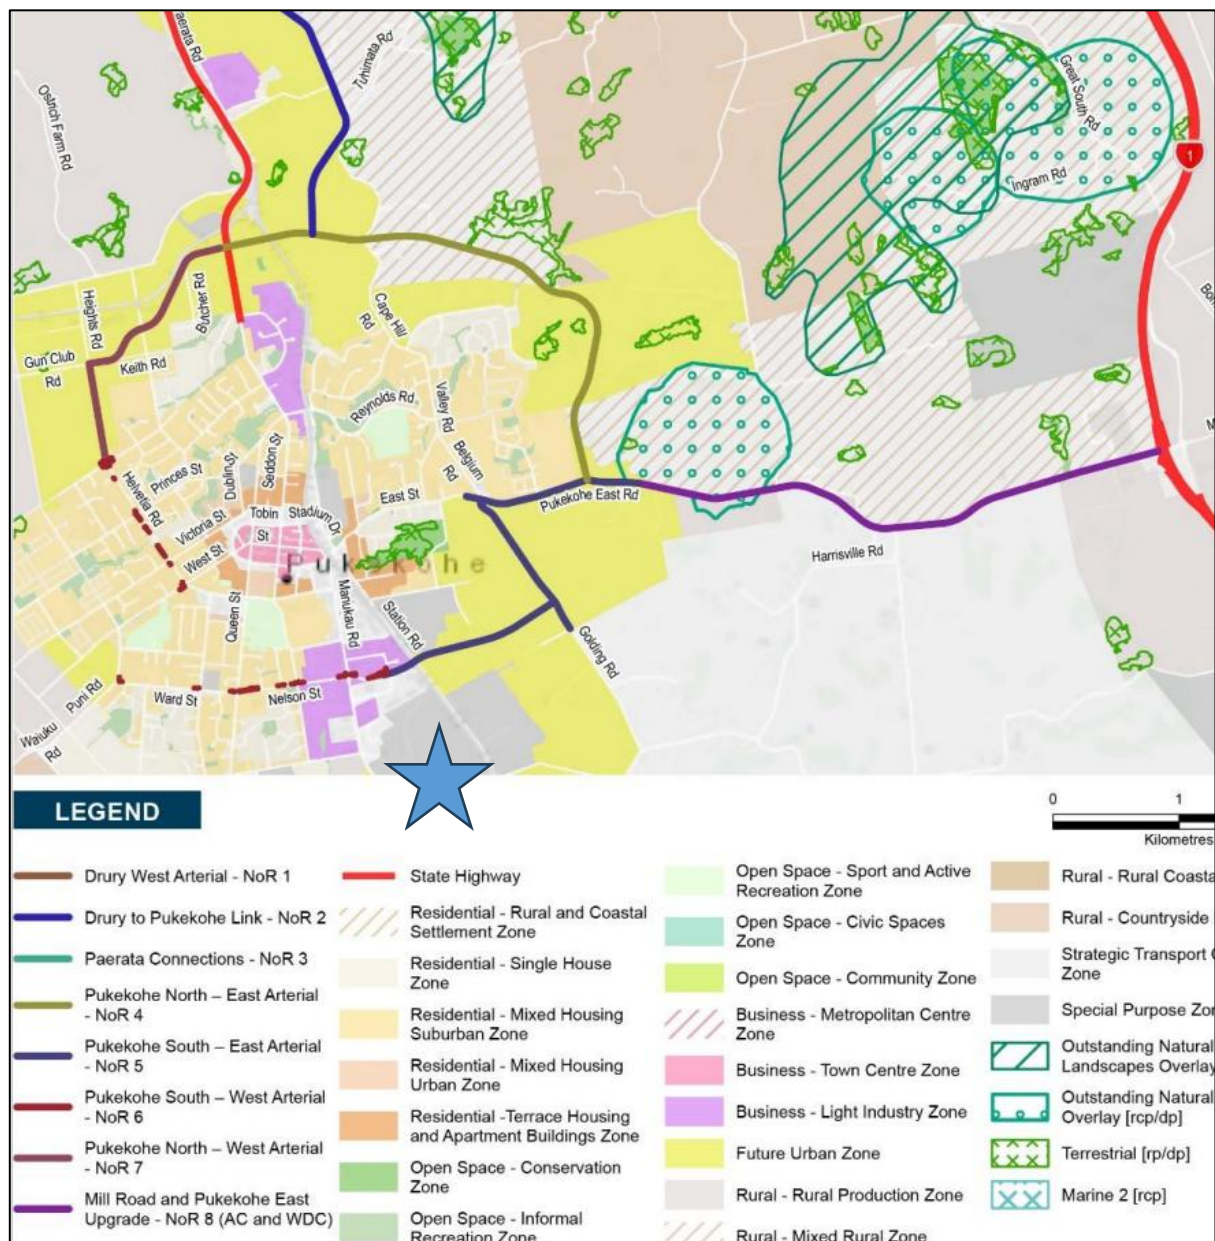 aerata Rd
Tuhimata Rd
Ostrich Farm Rd
Great South Rd
1
Ingram Rd
Heights Rd
Butcher Rd
Cape Hill
Rd
Gun Club
Rd
Keith Rd
Reynolds Rd
Valley Rd
Belgium
Rd
Princes St
Dublin St
Seddon St
Helvetia Rd
East St
Pukekohe East Rd
Victoria St
Tobin
St
Stadium Dr
West St
Harrisville Rd
Pukekohe
Queen St
Manukau Rd
Station Rd
Golding Rd
Puni Rd
Ward St
Nelson St
Waiuku
Rd
LEGEND
0 1
Kilometres
Drury West Arterial - NoR 1
Drury to Pukekohe Link - NoR 2
Paerata Connections - NoR 3
Pukekohe North – East Arterial
- NoR 4
Pukekohe South – East Arterial
- NoR 5
Pukekohe South – West Arterial
- NoR 6
Pukekohe North – West Arterial
- NoR 7
Mill Road and Pukekohe East
Upgrade - NoR 8 (AC and WDC)
State Highway
Residential - Rural and Coastal
Settlement Zone
Residential - Single House
Zone
Residential - Mixed Housing
Suburban Zone
Residential - Mixed Housing
Urban Zone
Residential -Terrace Housing
and Apartment Buildings Zone
Open Space - Conservation
Zone
Open Space - Informal
Recreation Zone
Open Space - Sport and Active
Recreation Zone
Open Space - Civic Spaces
Zone
Open Space - Community Zone
Business - Metropolitan Centre
Zone
Business - Town Centre Zone
Business - Light Industry Zone
Future Urban Zone
Rural - Rural Production Zone
Rural - Mixed Rural Zone
Rural - Rural Coasta
Rural - Countryside
Strategic Transport C
Zone
Special Purpose Zon
Outstanding Natural
Landscapes Overlay
Outstanding Natural
Overlay [rcp/dp]
Terrestrial [rp/dp]
Marine 2 [rcp]